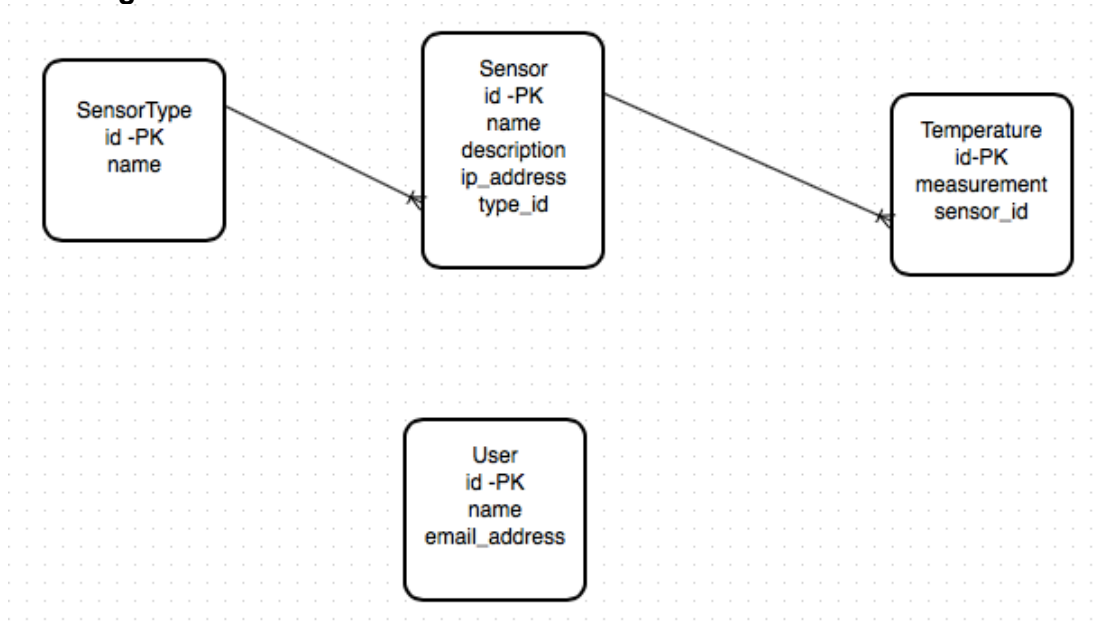 SensorType
id -PK
name
Sensor
id -PK
name
description
ip_address
type_id
Temperature
id-PK
measurement
sensor_id
User
id -PK
name
email_address